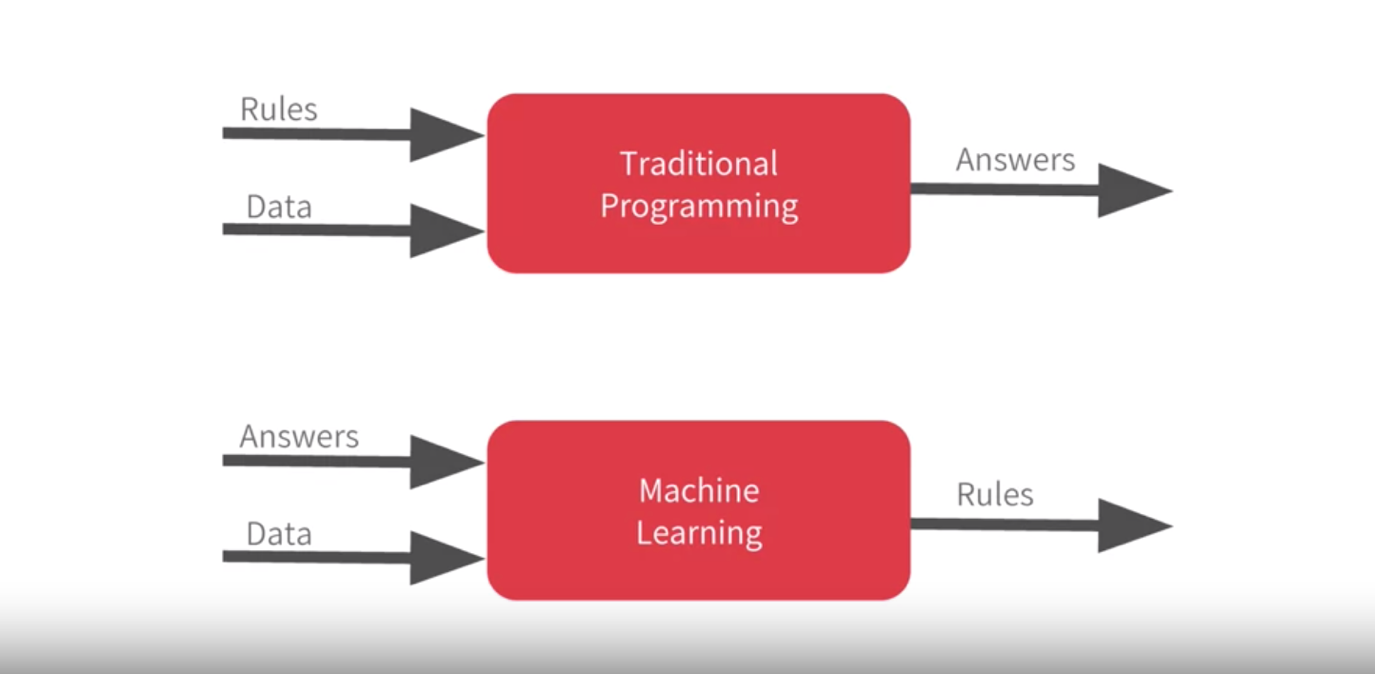 Rules
Data
Traditional
Programming
Answers
Answers
Data
Machine
Learning
Rules